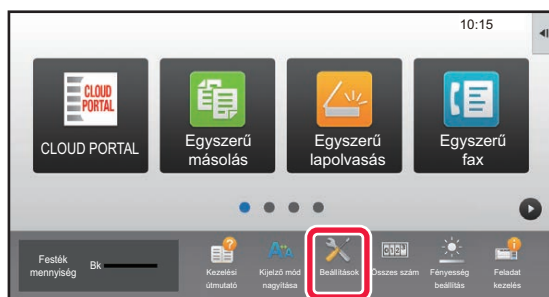 10:15
CLOUD
PORTAL
CLOUD PORTAL
Egyszerű
másolás
Egyszerű
lapolvasás
Egyszerű
fax
Festék
mennyiség
Bk
Kezelési
útmutató
Kijelző mód
nagyítása
Beállítások
Összes szám
Fényesség
beállítás
Feladat
kezelés